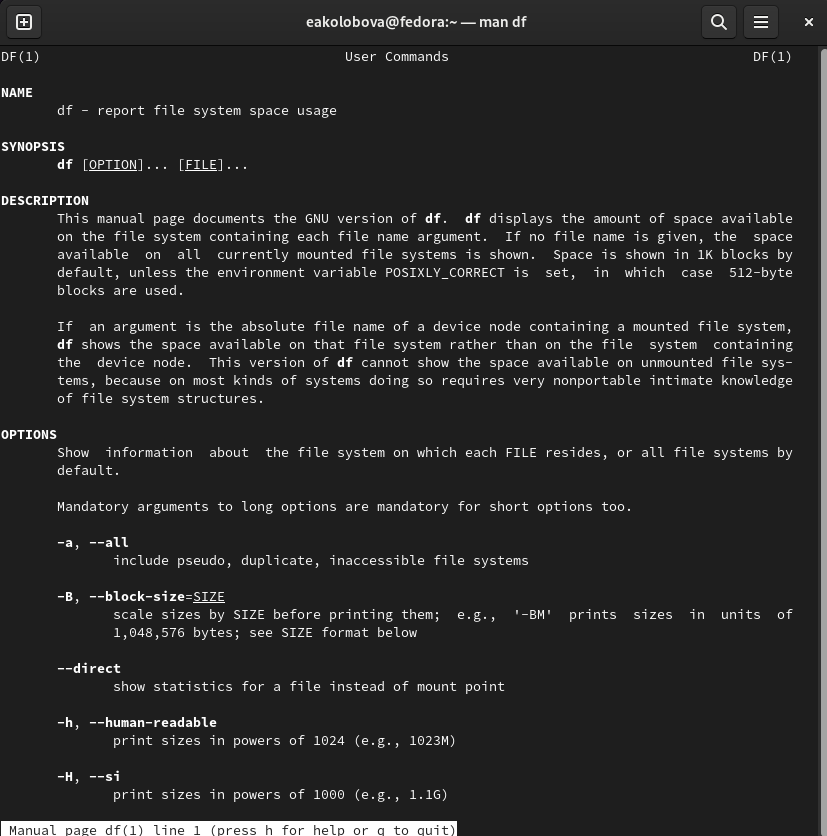 eakolobova@fedora:~ — man df
DF(1) User Commands DF(1)
NAME
df - report file system space usage
SYNOPSIS
df [OPTION]... [FILE]...
DESCRIPTION
This manual page documents the GNU version of df. df displays the amount of space available
on the file system containing each file name argument. If no file name is given, the space
available on all currently mounted file systems is shown. Space is shown in 1K blocks by
default, unless the environment variable POSIXLY_CORRECT is set, in which case 512-byte
blocks are used.
If an argument is the absolute file name of a device node containing a mounted file system,
df shows the space available on that file system rather than on the file system containing
the device node. This version of df cannot show the space available on unmounted file sys-
tems, because on most kinds of systems doing so requires very nonportable intimate knowledge
of file system structures.
OPTIONS
Show information about the file system on which each FILE resides, or all file systems by
default.
Mandatory arguments to long options are mandatory for short options too.
-a, --all
include pseudo, duplicate, inaccessible file systems
-B, --block-size=SIZE
scale sizes by SIZE before printing them; e.g., '-BM' prints sizes in units of
1,048,576 bytes; see SIZE format below
--direct
show statistics for a file instead of mount point
-h, --human-readable
print sizes in powers of 1024 (e.g., 1023M)
-H, --si
print sizes in powers of 1000 (e.g., 1.1G)
Manual page df(1) line 1 (press h for help or q to quit)